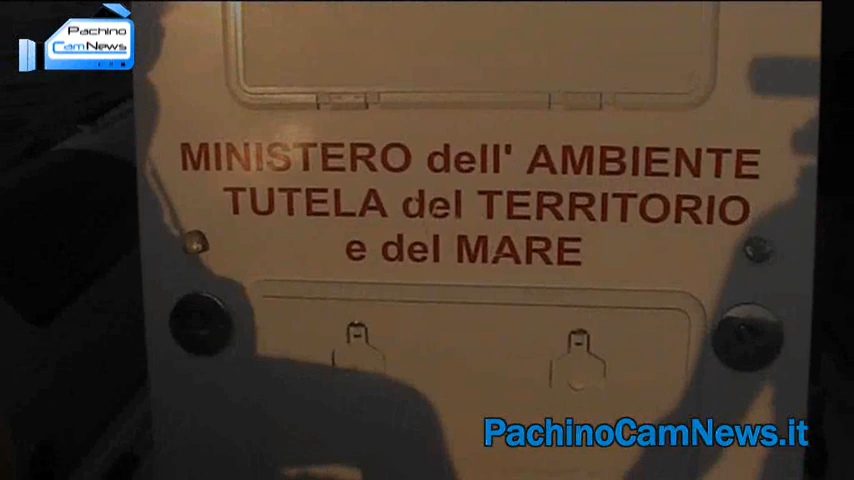 Pachino
CamNews
MINISTERO dell' AMBIENTE
TUTELA del TERRITORIO
e del MARE
PachinoCamNews.it